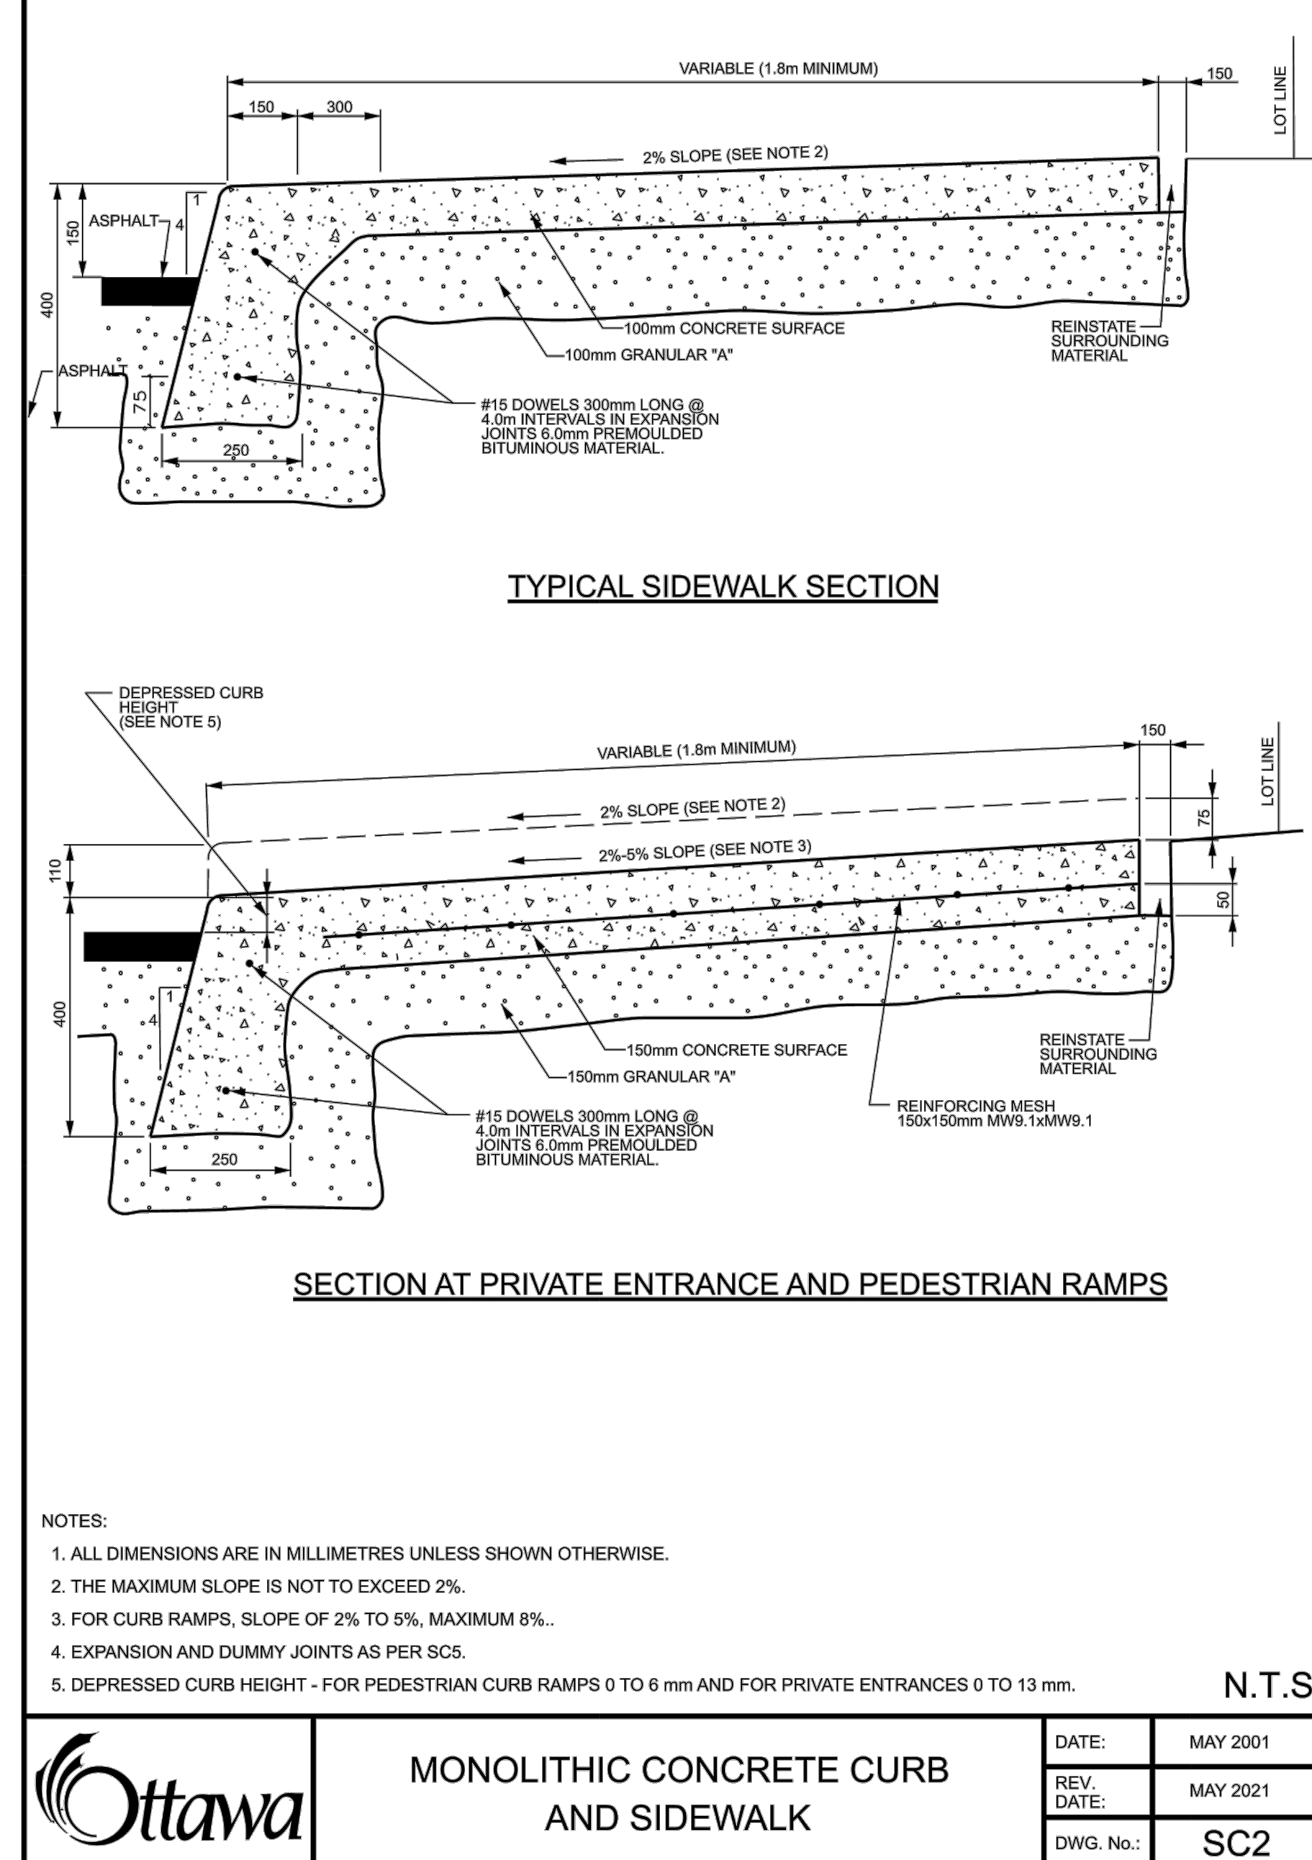 VARIABLE (1.8m MINIMUM)
150
LOT LINE
150
300
2% SLOPE (SEE NOTE 2)
1
4
ASPHALT
150
400
ASPHALT
75
250
100mm CONCRETE SURFACE
100mm GRANULAR "A"
REINSTATE
SURROUNDING
MATERIAL
#15 DOWELS 300mm LONG @
4.0m INTERVALS IN EXPANSION
JOINTS 6.0mm PREMOULDED
BITUMINOUS MATERIAL.
TYPICAL SIDEWALK SECTION
DEPRESSED CURB
HEIGHT
(SEE NOTE 5)
VARIABLE (1.8m MINIMUM)
150
LOT LINE
2% SLOPE (SEE NOTE 2)
75
2%-5% SLOPE (SEE NOTE 3)
110
50
400
1
4
150mm CONCRETE SURFACE
150mm GRANULAR "A"
REINSTATE
SURROUNDING
MATERIAL
REINFORCING MESH
150x150mm MW9.1xMW9.1
#15 DOWELS 300mm LONG @
4.0m INTERVALS IN EXPANSION
JOINTS 6.0mm PREMOULDED
BITUMINOUS MATERIAL.
250
SECTION AT PRIVATE ENTRANCE AND PEDESTRIAN RAMPS
NOTES:
1. ALL DIMENSIONS ARE IN MILLIMETRES UNLESS SHOWN OTHERWISE.
2. THE MAXIMUM SLOPE IS NOT TO EXCEED 2%.
3. FOR CURB RAMPS, SLOPE OF 2% TO 5%, MAXIMUM 8%..
4. EXPANSION AND DUMMY JOINTS AS PER SC5.
5. DEPRESSED CURB HEIGHT - FOR PEDESTRIAN CURB RAMPS 0 TO 6 mm AND FOR PRIVATE ENTRANCES 0 TO 13 mm.
N.T.S
Ottawa
MONOLITHIC CONCRETE CURB
AND SIDEWALK
DATE:
MAY 2001
REV.
DATE:
MAY 2021
DWG. No.:
SC2